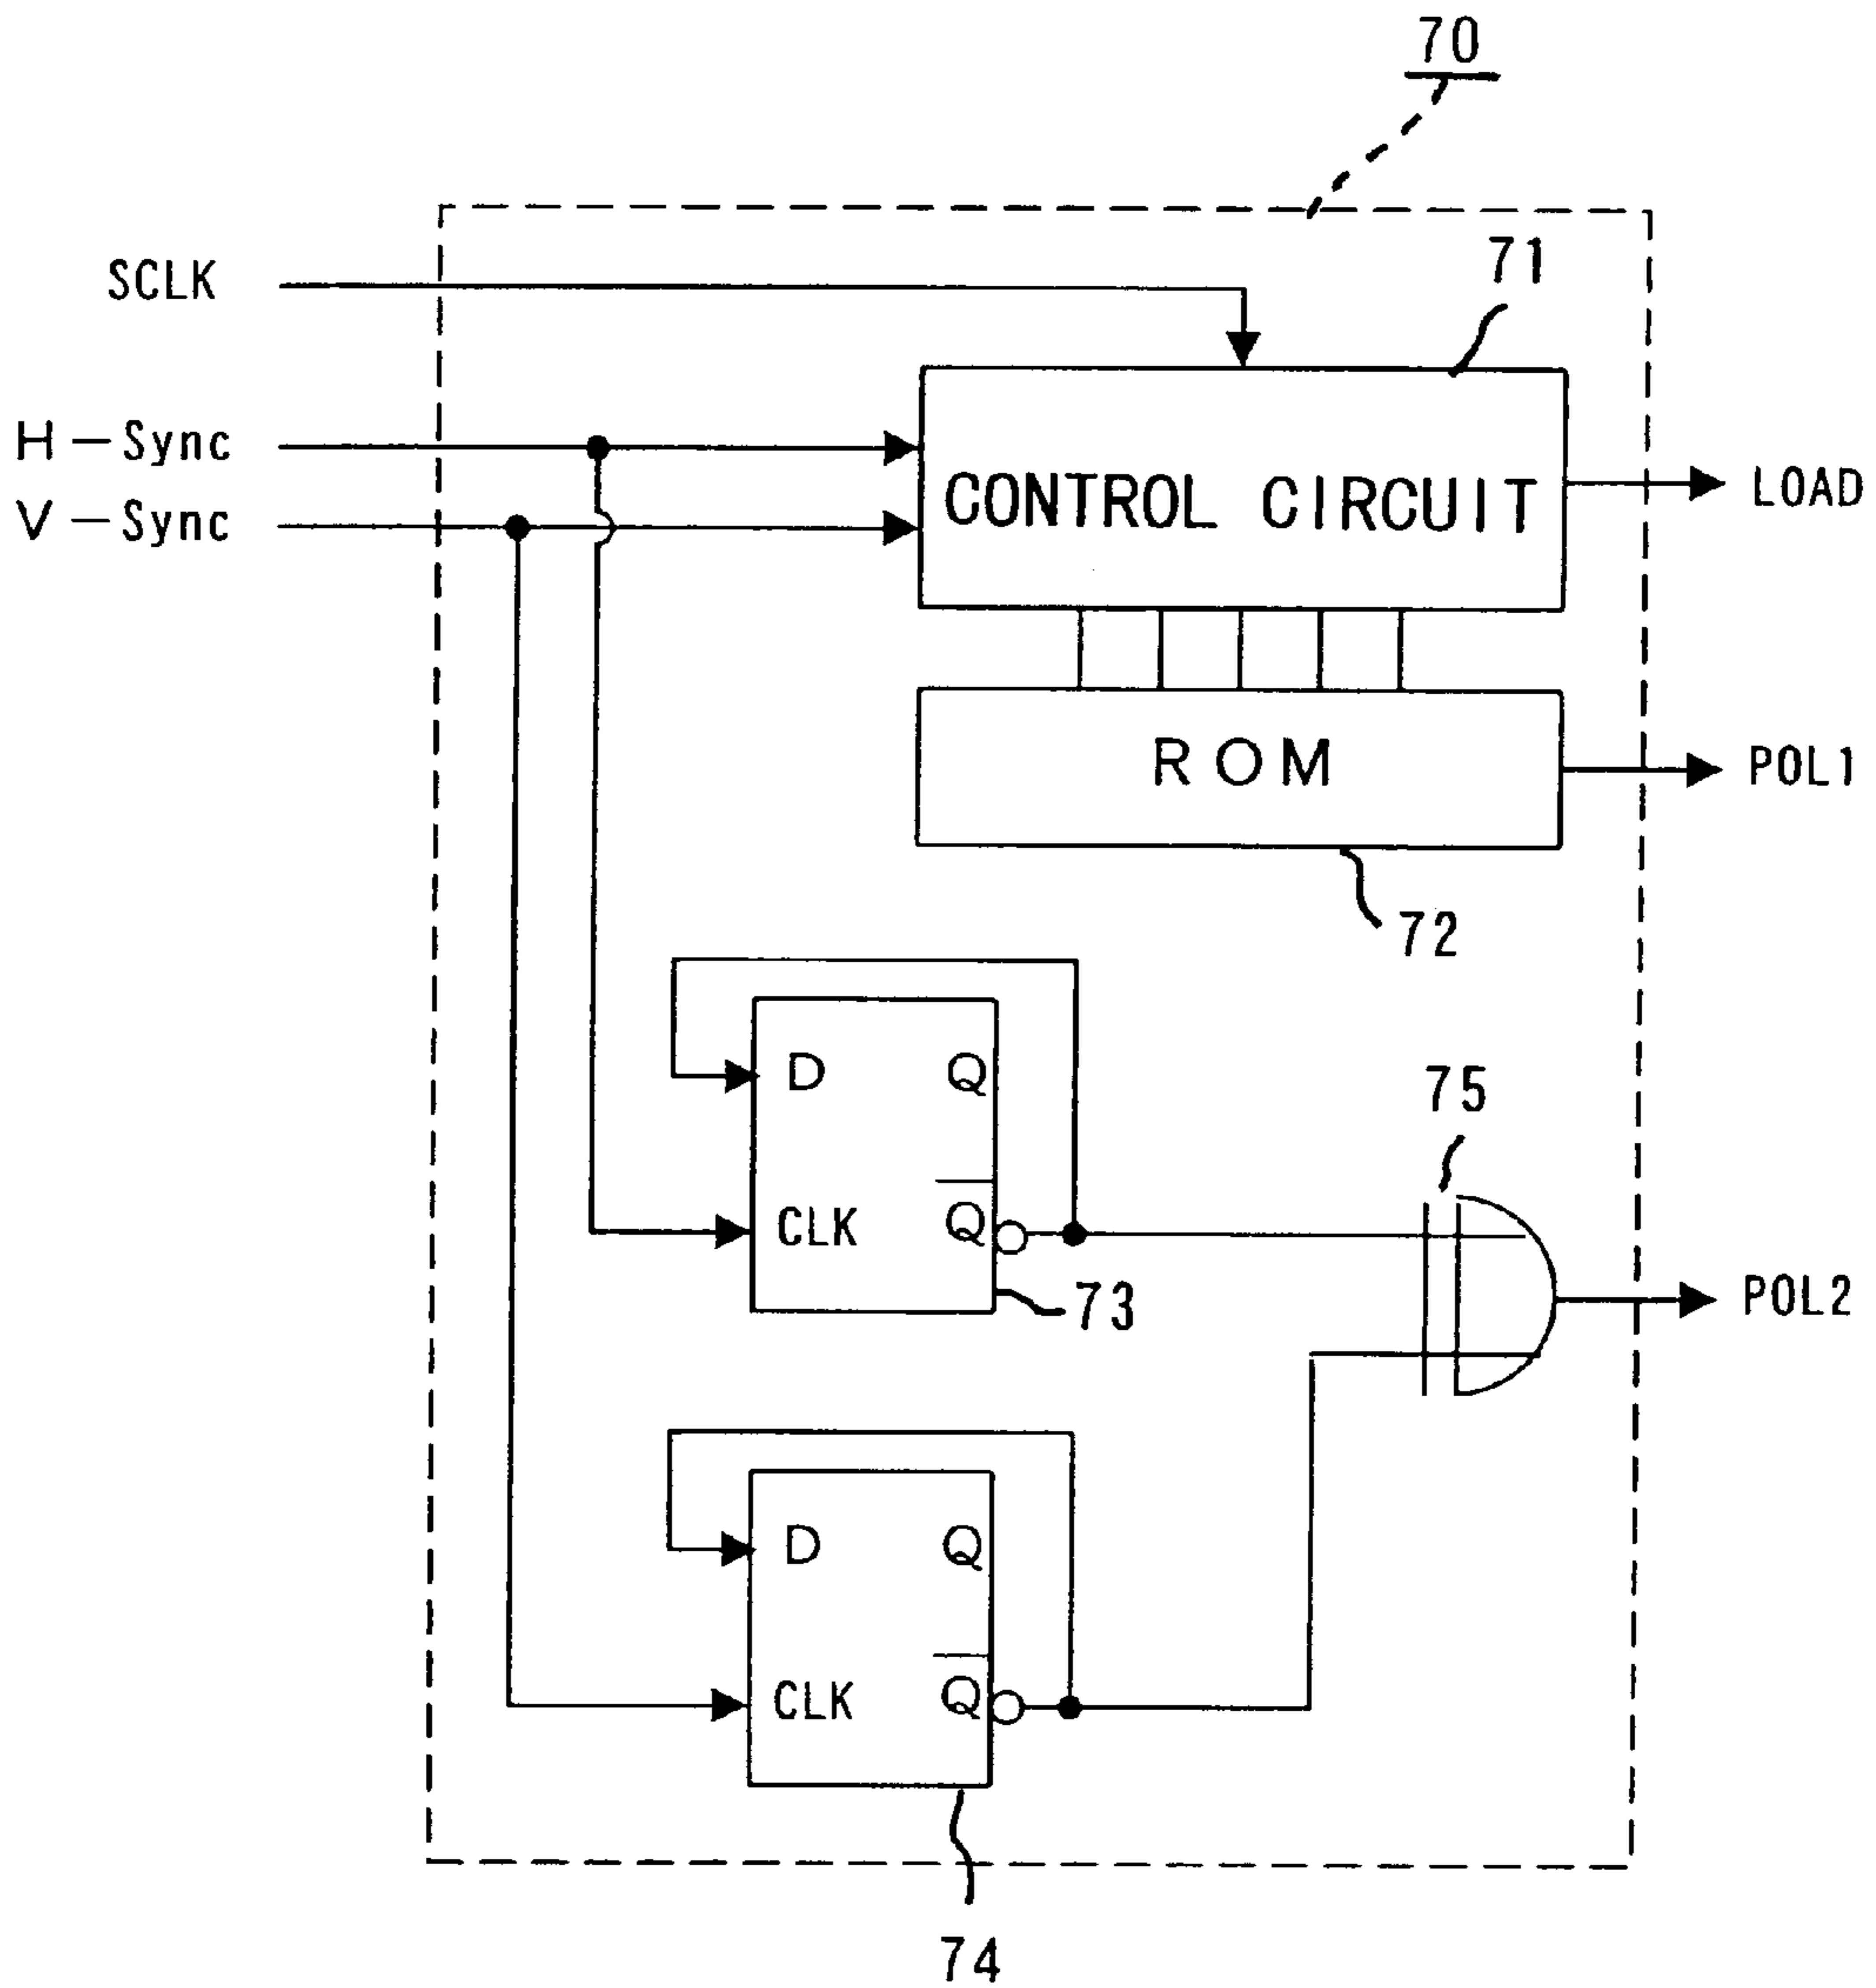 70
71
SCLK
H-Sync
V-Sync
CONTROL CIRCUIT
LOAD
ROM
POL1
72
D Q
75
CLK Q̅
73
POL2
D Q
CLK Q̅
74